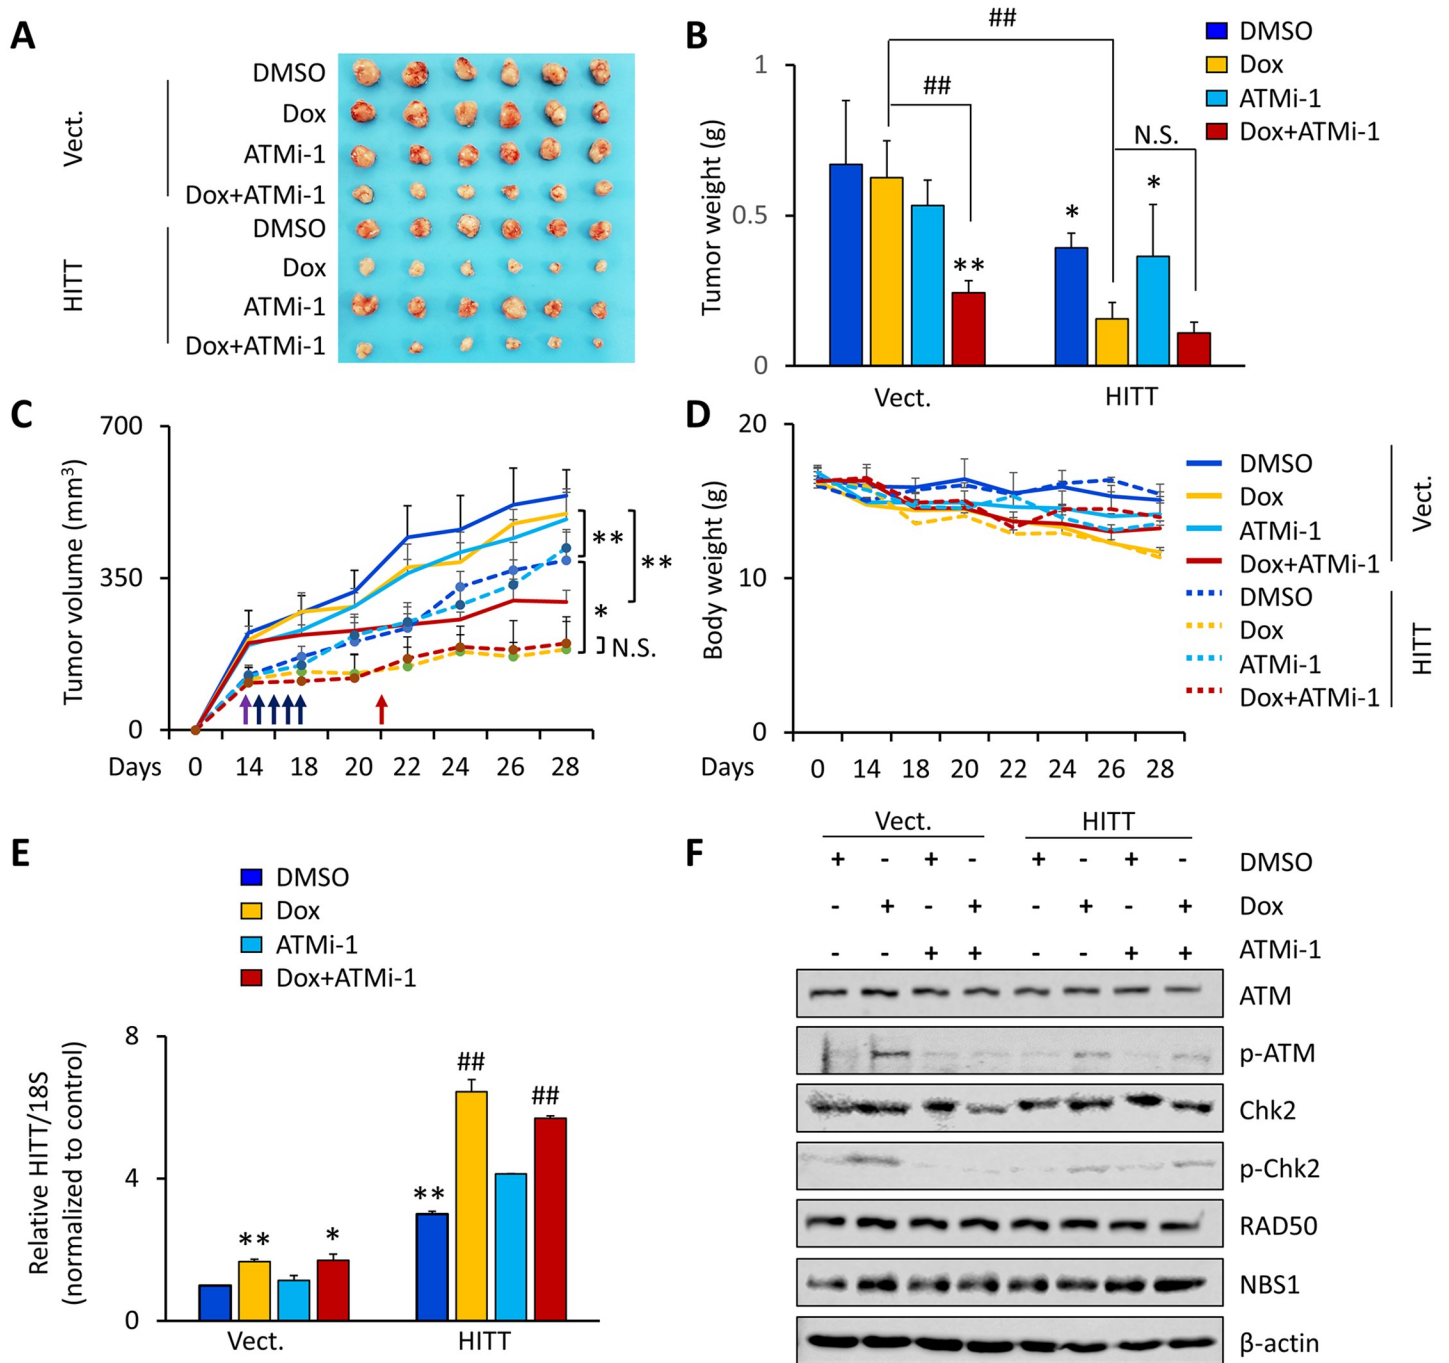 A
Vect.
DMSO
Dox
ATMi-1
Dox+ATMi-1
HITT
DMSO
Dox
ATMi-1
Dox+ATMi-1
B
DMSO
Dox
ATMi-1
Dox+ATMi-1
Tumor weight (g)
1
0.5
0
##
##
N.S.
**
*
*
Vect.
HITT
C
Tumor volume (mm³)
700
350
0
**
**
*
N.S.
Days 0 14 18 20 22 24 26 28
D
Body weight (g)
20
10
0
Days 0 14 18 20 22 24 26 28
DMSO
Dox
ATMi-1
Dox+ATMi-1
Vect.
DMSO
Dox
ATMi-1
Dox+ATMi-1
HITT
E
DMSO
Dox
ATMi-1
Dox+ATMi-1
Relative HITT/18S
(normalized to control)
8
4
0
**
*
**
##
##
Vect.
HITT
F
Vect. HITT
+ - + - + - + - DMSO
- + - + - + - + Dox
- - + + - - + + ATMi-1
ATM
p-ATM
Chk2
p-Chk2
RAD50
NBS1
β-actin